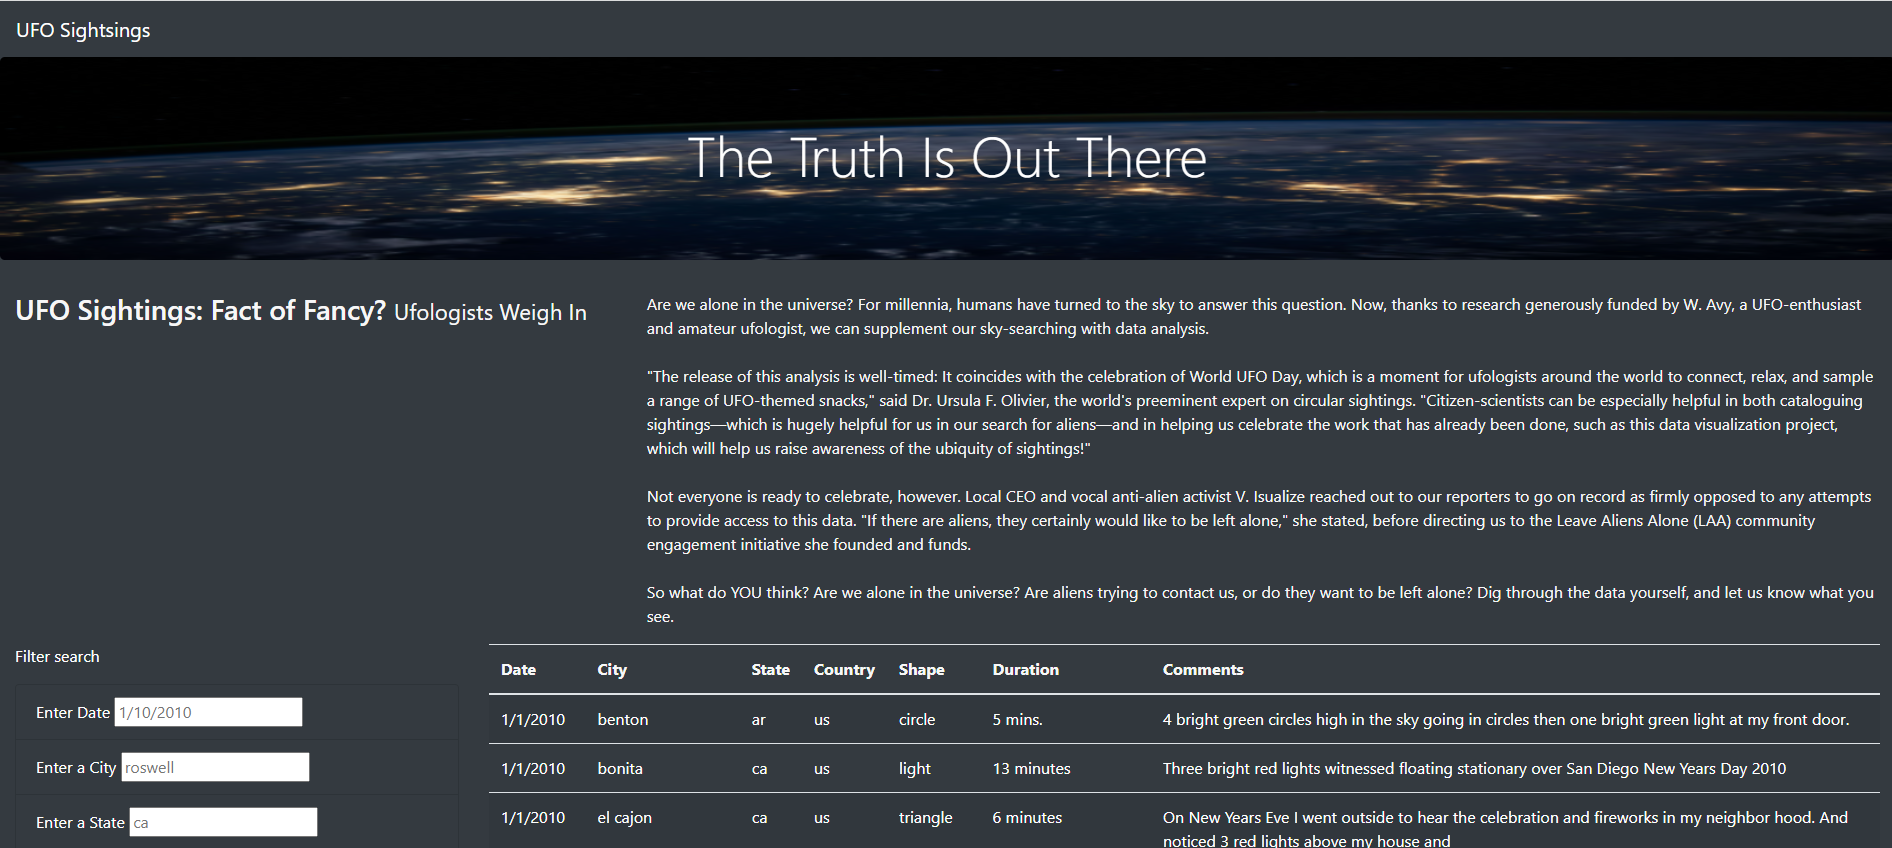 UFO Sightsings
The Truth Is Out There
UFO Sightings: Fact of Fancy? Ufologists Weigh In
Are we alone in the universe? For millennia, humans have turned to the sky to answer this question. Now, thanks to research generously funded by W. Avy, a UFO-enthusiast
and amateur ufologist, we can supplement our sky-searching with data analysis.
"The release of this analysis is well-timed: It coincides with the celebration of World UFO Day, which is a moment for ufologists around the world to connect, relax, and sample
a range of UFO-themed snacks," said Dr. Ursula F. Olivier, the world's preeminent expert on circular sightings. "Citizen-scientists can be especially helpful in both cataloguing
sightings—which is hugely helpful for us in our search for aliens—and in helping us celebrate the work that has already been done, such as this data visualization project,
which will help us raise awareness of the ubiquity of sightings!"
Not everyone is ready to celebrate, however. Local CEO and vocal anti-alien activist V. Isualize reached out to our reporters to go on record as firmly opposed to any attempts
to provide access to this data. "If there are aliens, they certainly would like to be left alone," she stated, before directing us to the Leave Aliens Alone (LAA) community
engagement initiative she founded and funds.
So what do YOU think? Are we alone in the universe? Are aliens trying to contact us, or do they want to be left alone? Dig through the data yourself, and let us know what you
see.
Filter search
Enter Date 1/10/2010
Enter a City roswell
Enter a State ca
Date City State Country Shape Duration Comments
1/1/2010 benton ar us circle 5 mins. 4 bright green circles high in the sky going in circles then one bright green light at my front door.
1/1/2010 bonita ca us light 13 minutes Three bright red lights witnessed floating stationary over San Diego New Years Day 2010
1/1/2010 el cajon ca us triangle 6 minutes On New Years Eve I went outside to hear the celebration and fireworks in my neighbor hood. And
noticed 3 red lights above my house and